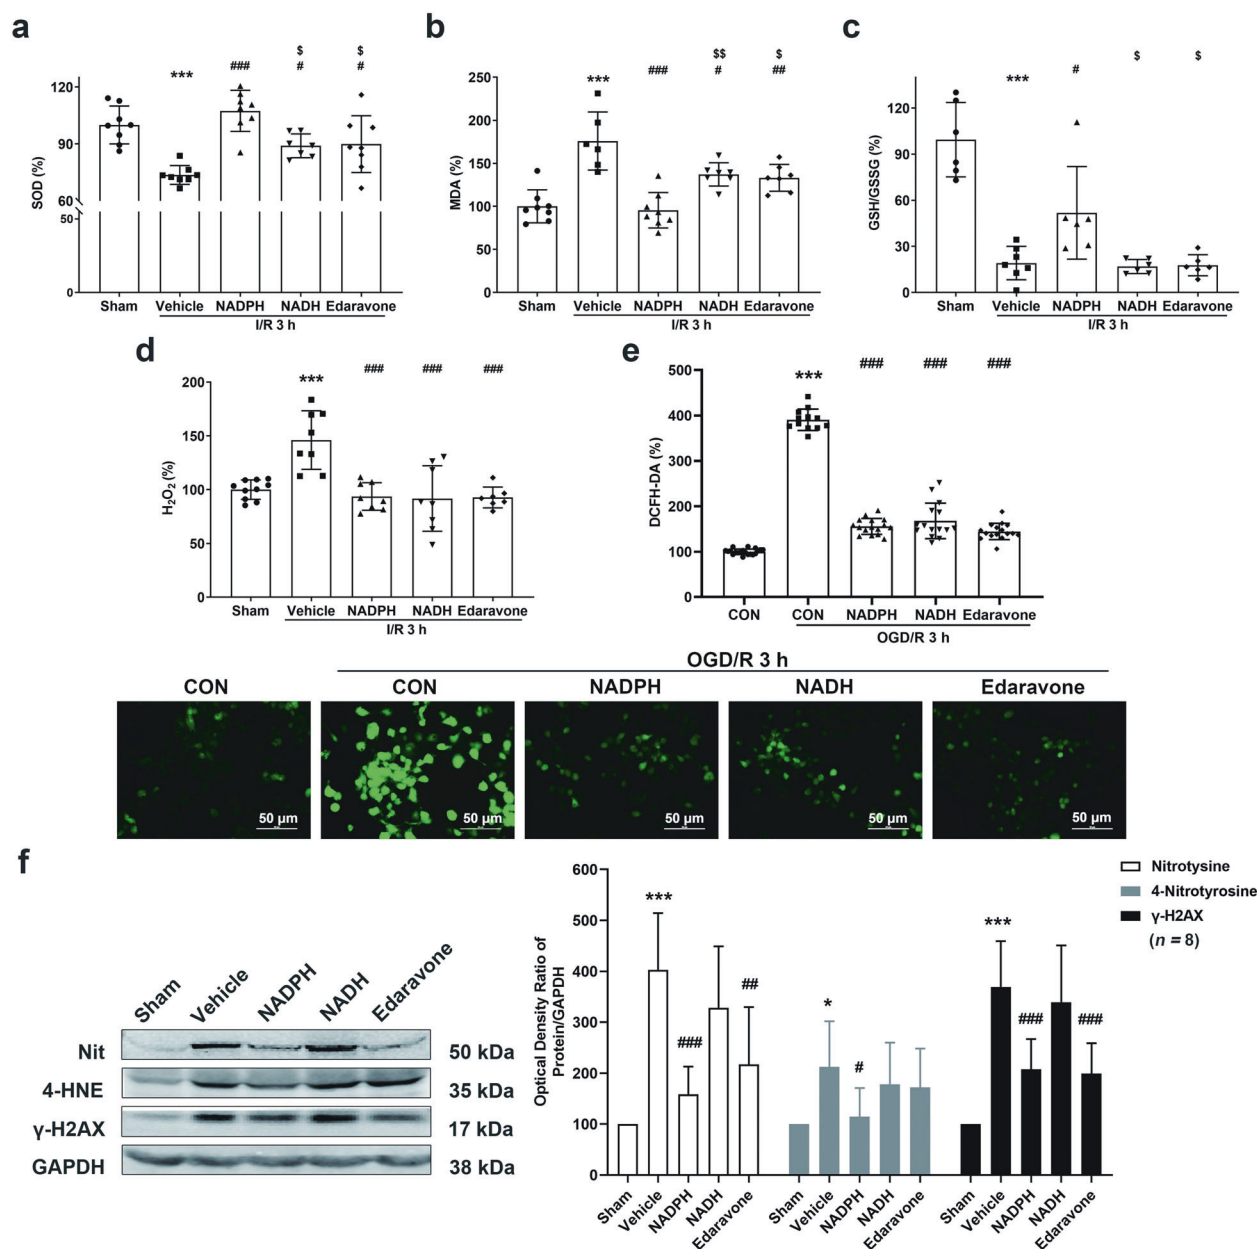 a
SOD (%)
120
90
60
50
0
***
###
$
#
$
#
Sham Vehicle NADPH NADH Edaravone
I/R 3 h
b
MDA (%)
250
200
150
100
50
0
***
###
$$
#
$
##
Sham Vehicle NADPH NADH Edaravone
I/R 3 h
c
GSH/GSSG (%)
120
90
60
30
0
***
#
$
$
Sham Vehicle NADPH NADH Edaravone
I/R 3 h
d
H₂O₂ (%)
200
150
100
50
0
***
###
###
###
Sham Vehicle NADPH NADH Edaravone
I/R 3 h
e
DCFH-DA (%)
500
400
300
200
100
0
***
###
###
###
CON CON NADPH NADH Edaravone
OGD/R 3 h
OGD/R 3 h
CON CON NADPH NADH Edaravone
50 μm 50 μm 50 μm 50 μm 50 μm
f
Sham Vehicle NADPH NADH Edaravone
Nit 50 kDa
4-HNE 35 kDa
γ-H2AX 17 kDa
GAPDH 38 kDa
Optical Density Ratio of
Protein/GAPDH
600
500
400
300
200
100
0
***
###
##
*
#
***
###
###
Sham Vehicle NADPH NADH Edaravone Sham Vehicle NADPH NADH Edaravone Sham Vehicle NADPH NADH Edaravone
Nitrotysine
4-Nitrotyrosine
γ-H2AX
(n = 8)